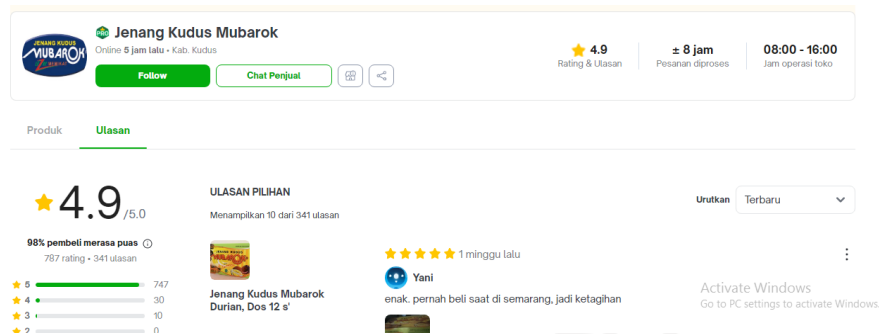 JENANG KUDUS
MUBAROK
PRO Jenang Kudus Mubarok
Online 5 jam lalu • Kab. Kudus
Follow
Chat Penjual
4.9
Rating & Ulasan
± 8 jam
Pesanan diproses
08:00 - 16:00
Jam operasi toko
Produk
Ulasan
4.9/5.0
98% pembeli merasa puas
787 rating • 341 ulasan
5 747
4 30
3 10
2 0
ULASAN PILIHAN
Menampilkan 10 dari 341 ulasan
Urutkan Terbaru
MUBAROK
Jenang Kudus Mubarok
Durian, Dos 12 s'
1 minggu lalu
Yani
enak. pernah beli saat di semarang, jadi ketagihan
Activate Windows
Go to PC settings to activate Windows.